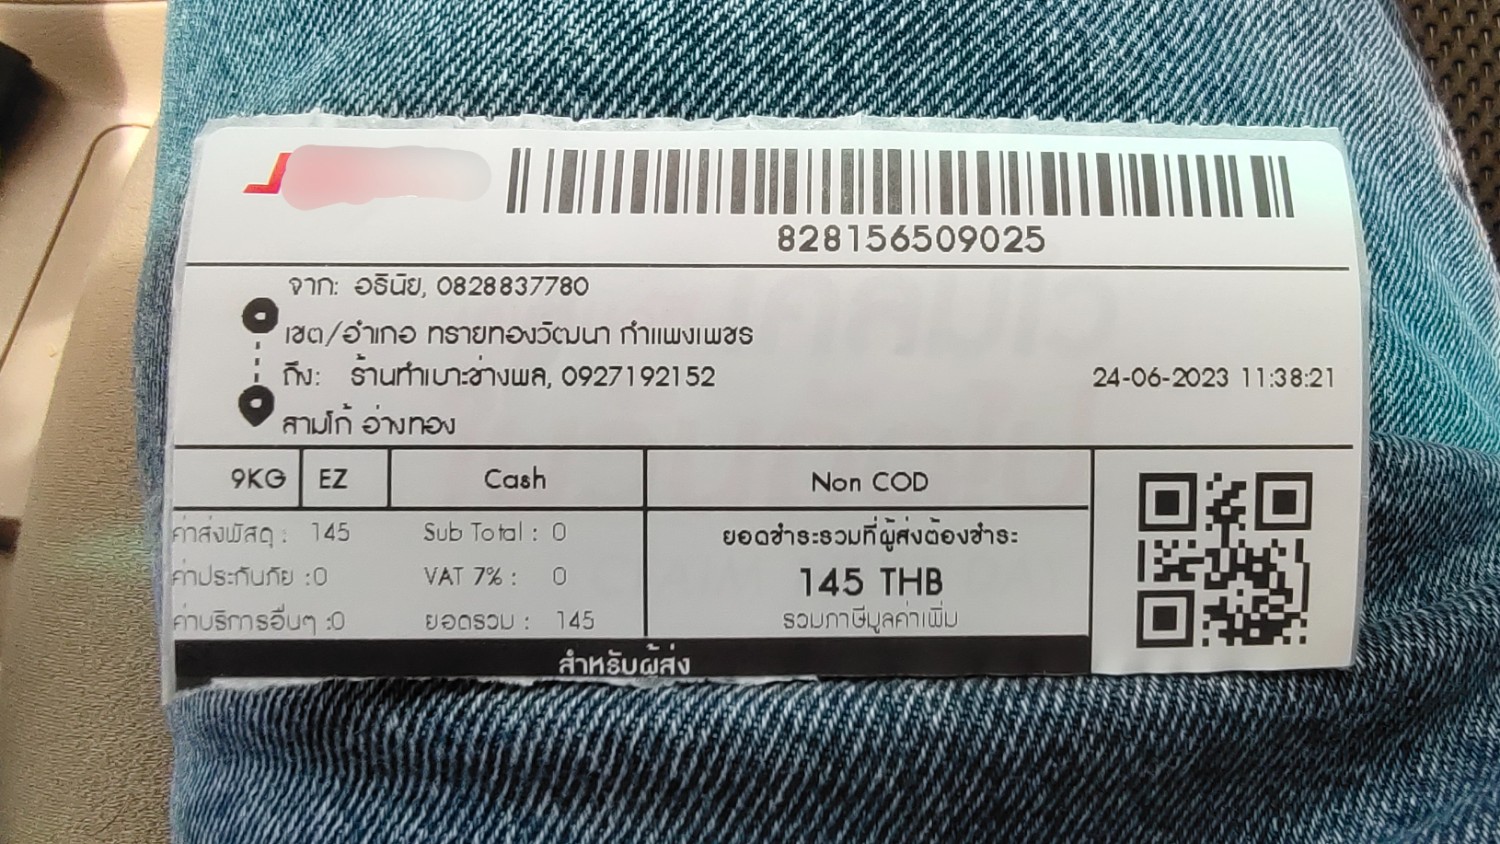 828156509025
จาก: อธินัย, 0828837780
เขต/อำเภอ ทรายทองวัฒนา กำแพงเพชร
ถึง: ร้านทำเบาะช่างพล, 0927192152
24-06-2023 11:38:21
สามโก้ อ่างทอง
9KG EZ Cash Non COD
ค่าส่งพัสดุ : 145 Sub Total : 0 ยอดชำระรวมที่ผู้ส่งต้องชำระ
ค่าประกันภัย :0 VAT 7% : 0 145 THB
ค่าบริการอื่นๆ :0 ยอดรวม : 145 รวมภาษีมูลค่าเพิ่ม
สำหรับผู้ส่ง